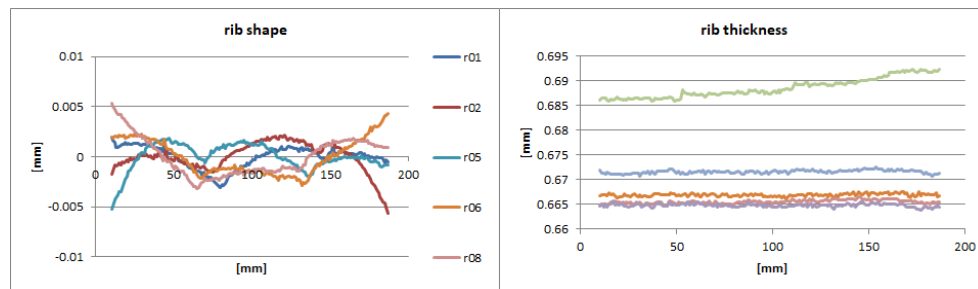 rib shape
0.01
0.005
0
-0.005
-0.01
0 50 100 150 200
[mm]
[mm]
r01
r02
r05
r06
r08
rib thickness
0.695
0.69
0.685
0.68
0.675
0.67
0.665
0.66
0 50 100 150 200
[mm]
[mm]